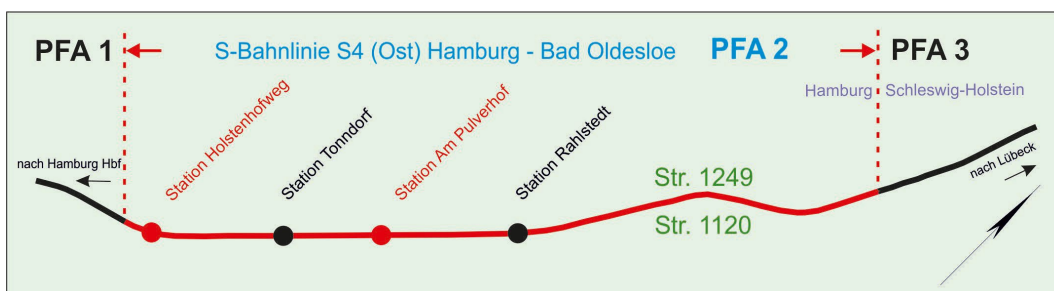 PFA 1
S-Bahnlinie S4 (Ost) Hamburg - Bad Oldesloe
PFA 2
PFA 3
Hamburg
Schleswig-Holstein
nach Hamburg Hbf
Station Holstenhofweg
Station Tonndorf
Station Am Pulverhof
Station Rahlstedt
Str. 1249
Str. 1120
nach Lübeck